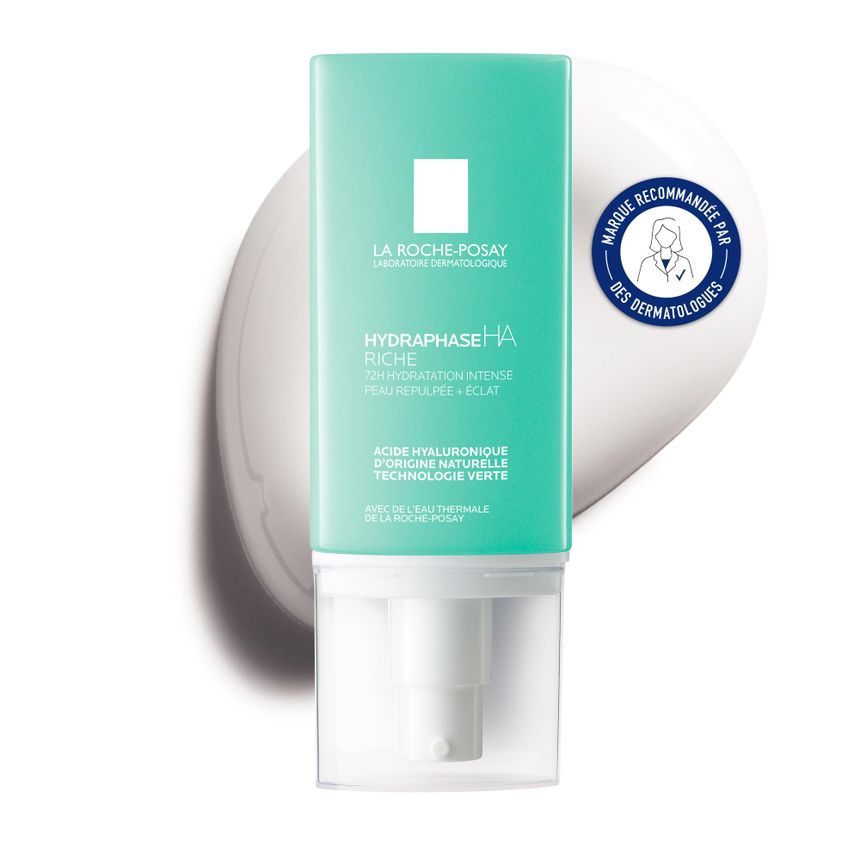 LA ROCHE-POSAY
LABORATOIRE DERMATOLOGIQUE
HYDRAPHASE HA
RICHE
72H HYDRATATION INTENSE
PEAU REPULPÉE + ÉCLAT
ACIDE HYALURONIQUE
D'ORIGINE NATURELLE
TECHNOLOGIE VERTE
AVEC DE L'EAU THERMALE
DE LA ROCHE-POSAY
MARQUE RECOMMANDÉE PAR
DES DERMATOLOGUES